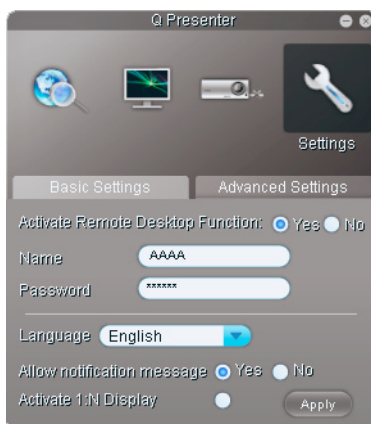 Q Presenter
Settings
Basic Settings Advanced Settings
Activate Remote Desktop Function: Yes No
Name AAAA
Password ******
Language English
Allow notification message Yes No
Activate 1:N Display Apply